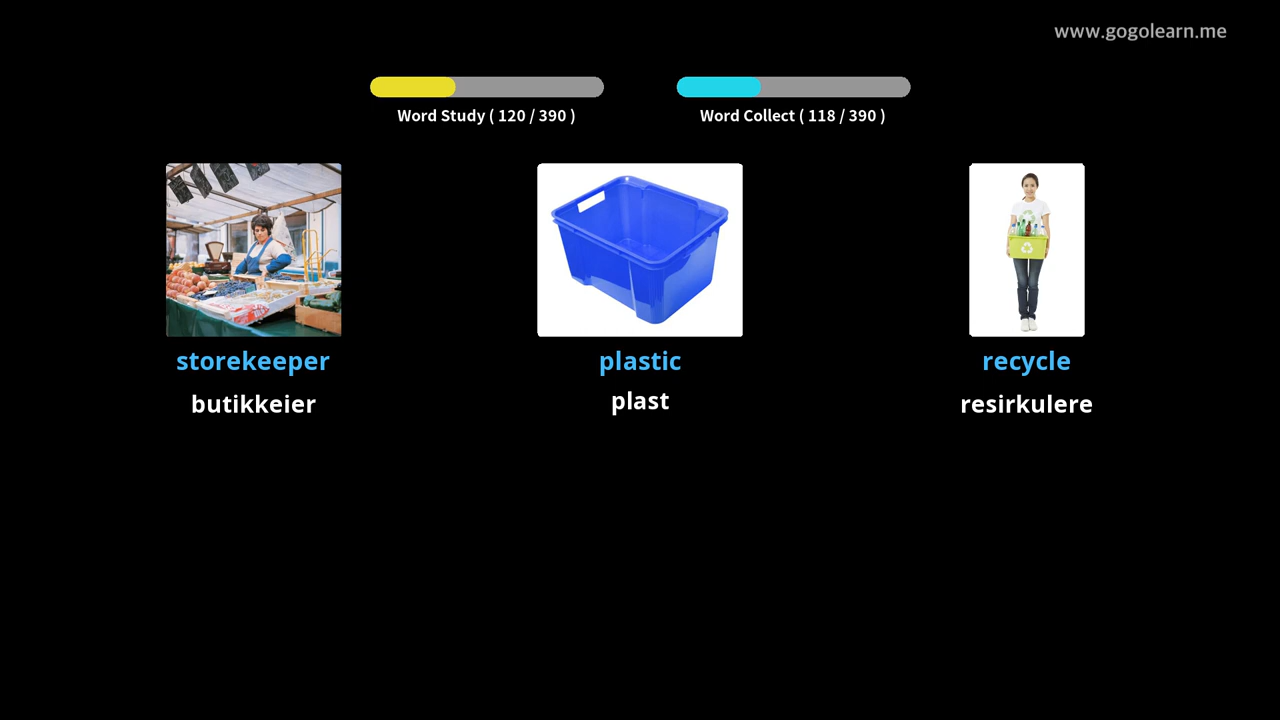 www.gogolearn.me
Word Study ( 120 / 390 )
Word Collect ( 118 / 390 )
storekeeper
plastic
recycle
butikkeier
plast
resirkulere